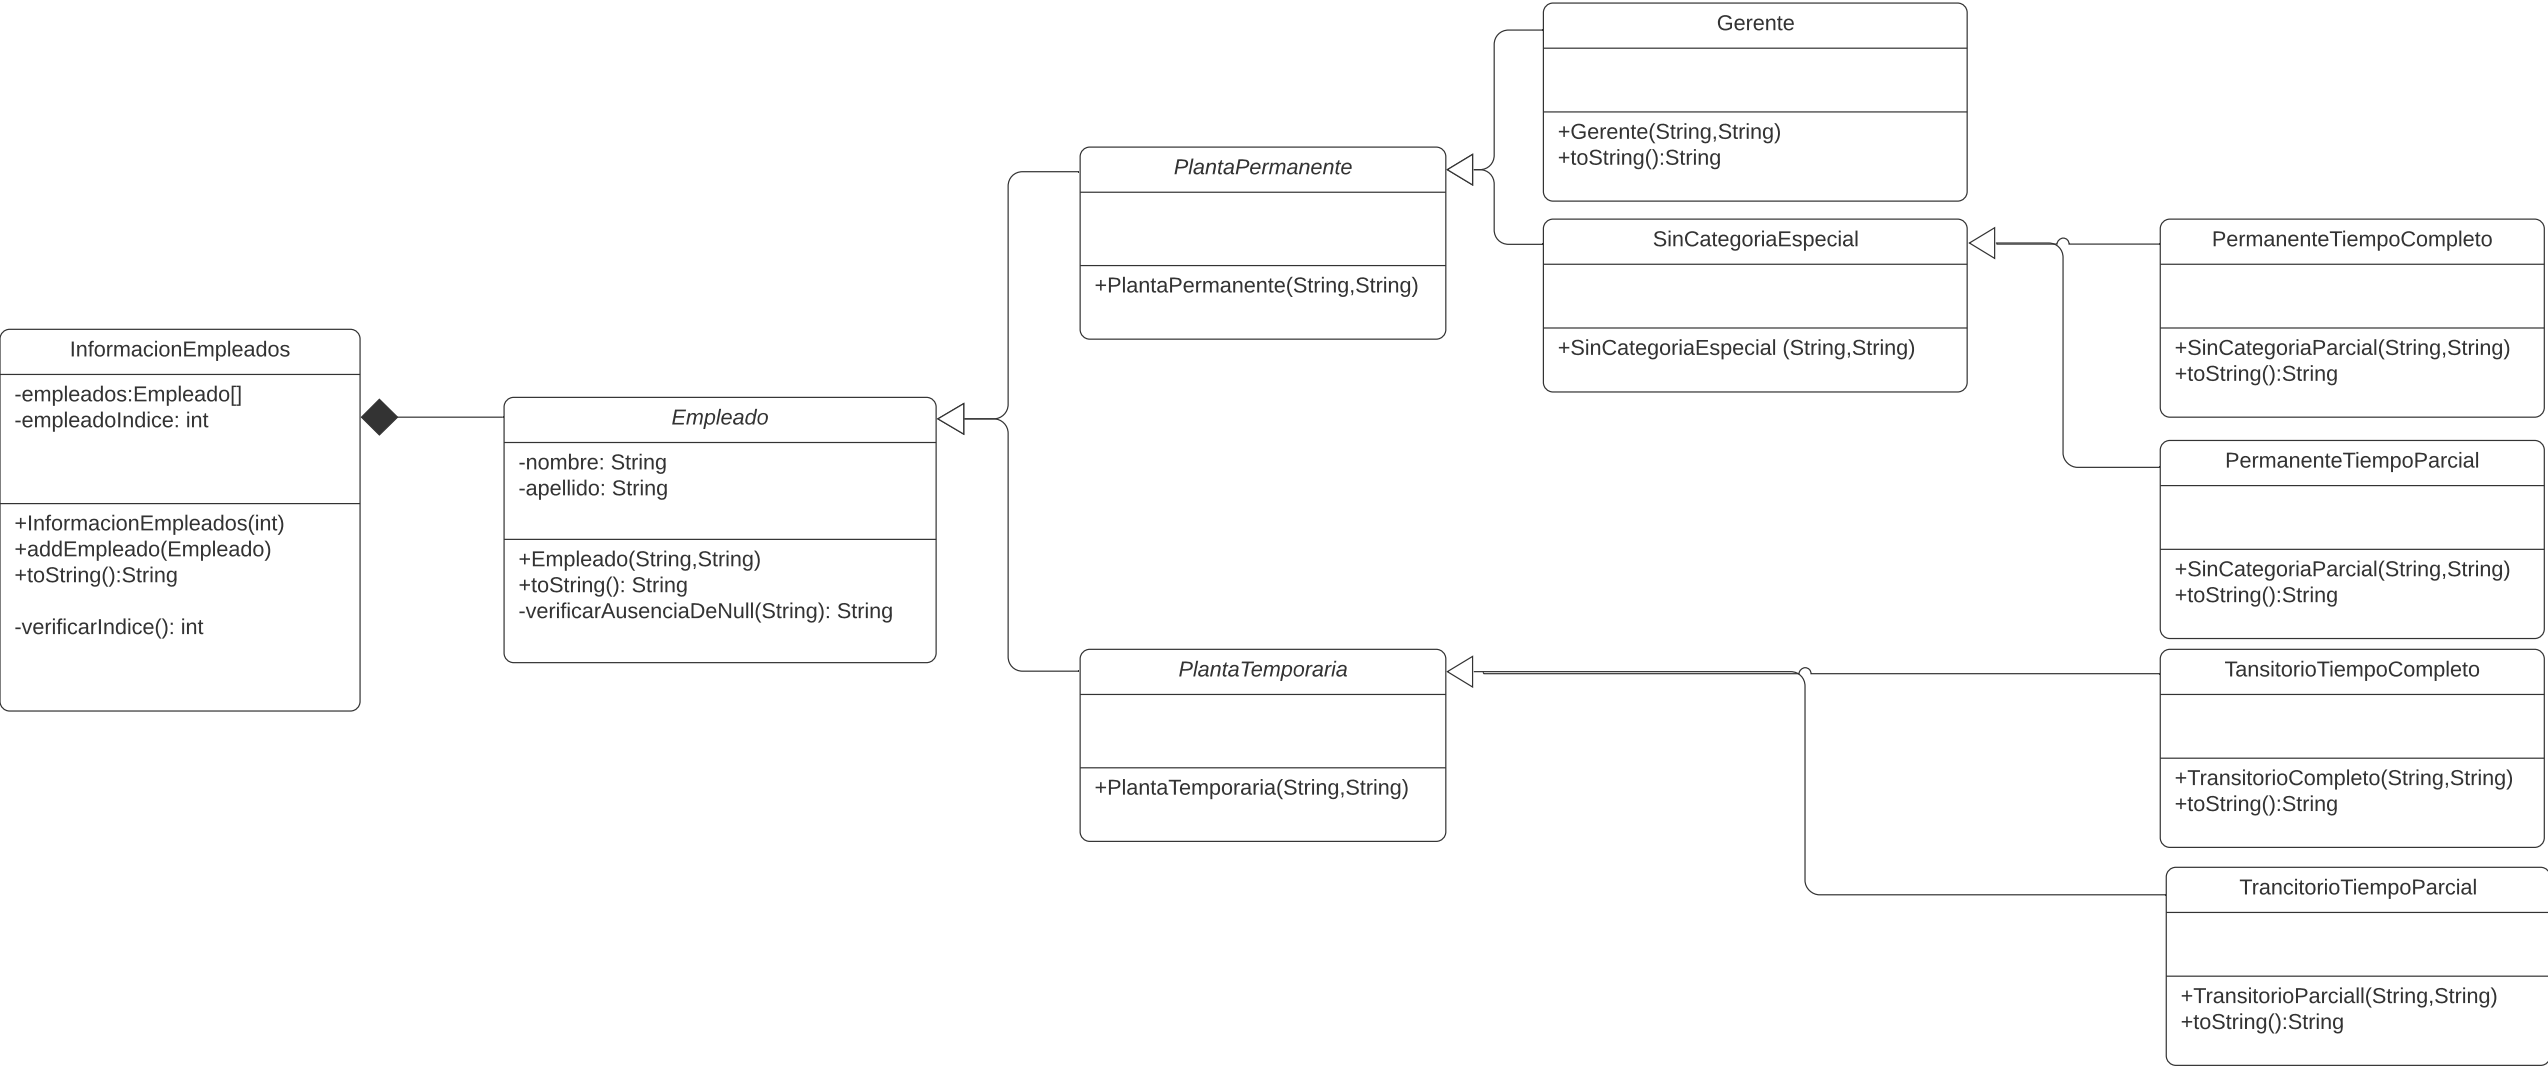 InformacionEmpleados
-empleados:Empleado[]
-empleadoIndice: int
+InformacionEmpleados(int)
+addEmpleado(Empleado)
+toString():String
-verificarIndice(): int
Empleado
-nombre: String
-apellido: String
+Empleado(String,String)
+toString(): String
-verificarAusenciaDeNull(String): String
PlantaPermanente
+PlantaPermanente(String,String)
PlantaTemporaria
+PlantaTemporaria(String,String)
Gerente
+Gerente(String,String)
+toString():String
SinCategoriaEspecial
+SinCategoriaEspecial (String,String)
PermanenteTiempoCompleto
+SinCategoriaParcial(String,String)
+toString():String
PermanenteTiempoParcial
+SinCategoriaParcial(String,String)
+toString():String
TansitorioTiempoCompleto
+TransitorioCompleto(String,String)
+toString():String
TrancitorioTiempoParcial
+TransitorioParciall(String,String)
+toString():String